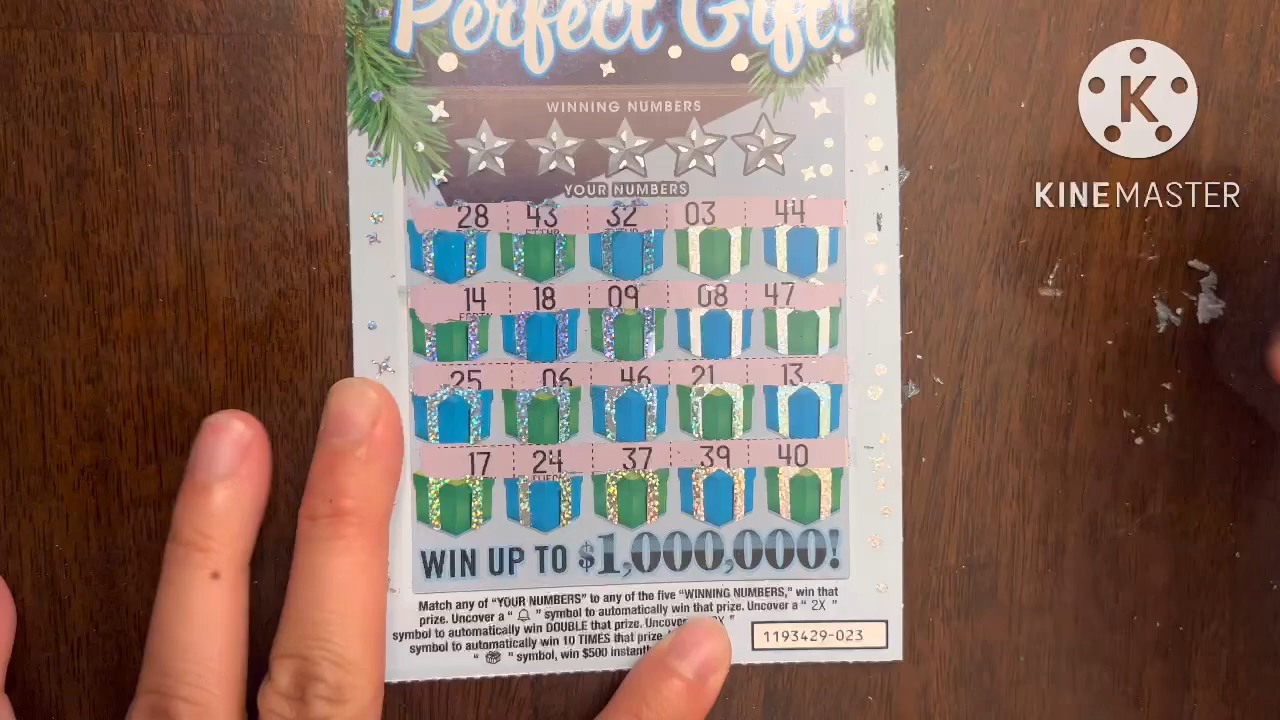 Perfect Gift!
WINNING NUMBERS
YOUR NUMBERS
28 43 32 03 44
14 18 09 08 47
25 06 46 21 13
17 24 37 39 40
WIN UP TO $1,000,000!
Match any of "YOUR NUMBERS" to any of the five "WINNING NUMBERS," win that
prize. Uncover a " " symbol to automatically win that prize. Uncover a " 2X "
symbol to automatically win DOUBLE that prize. Uncover X "
symbol to automatically win 10 TIMES that prize
" " symbol, win $500
1193429-023
K
KINEMASTER